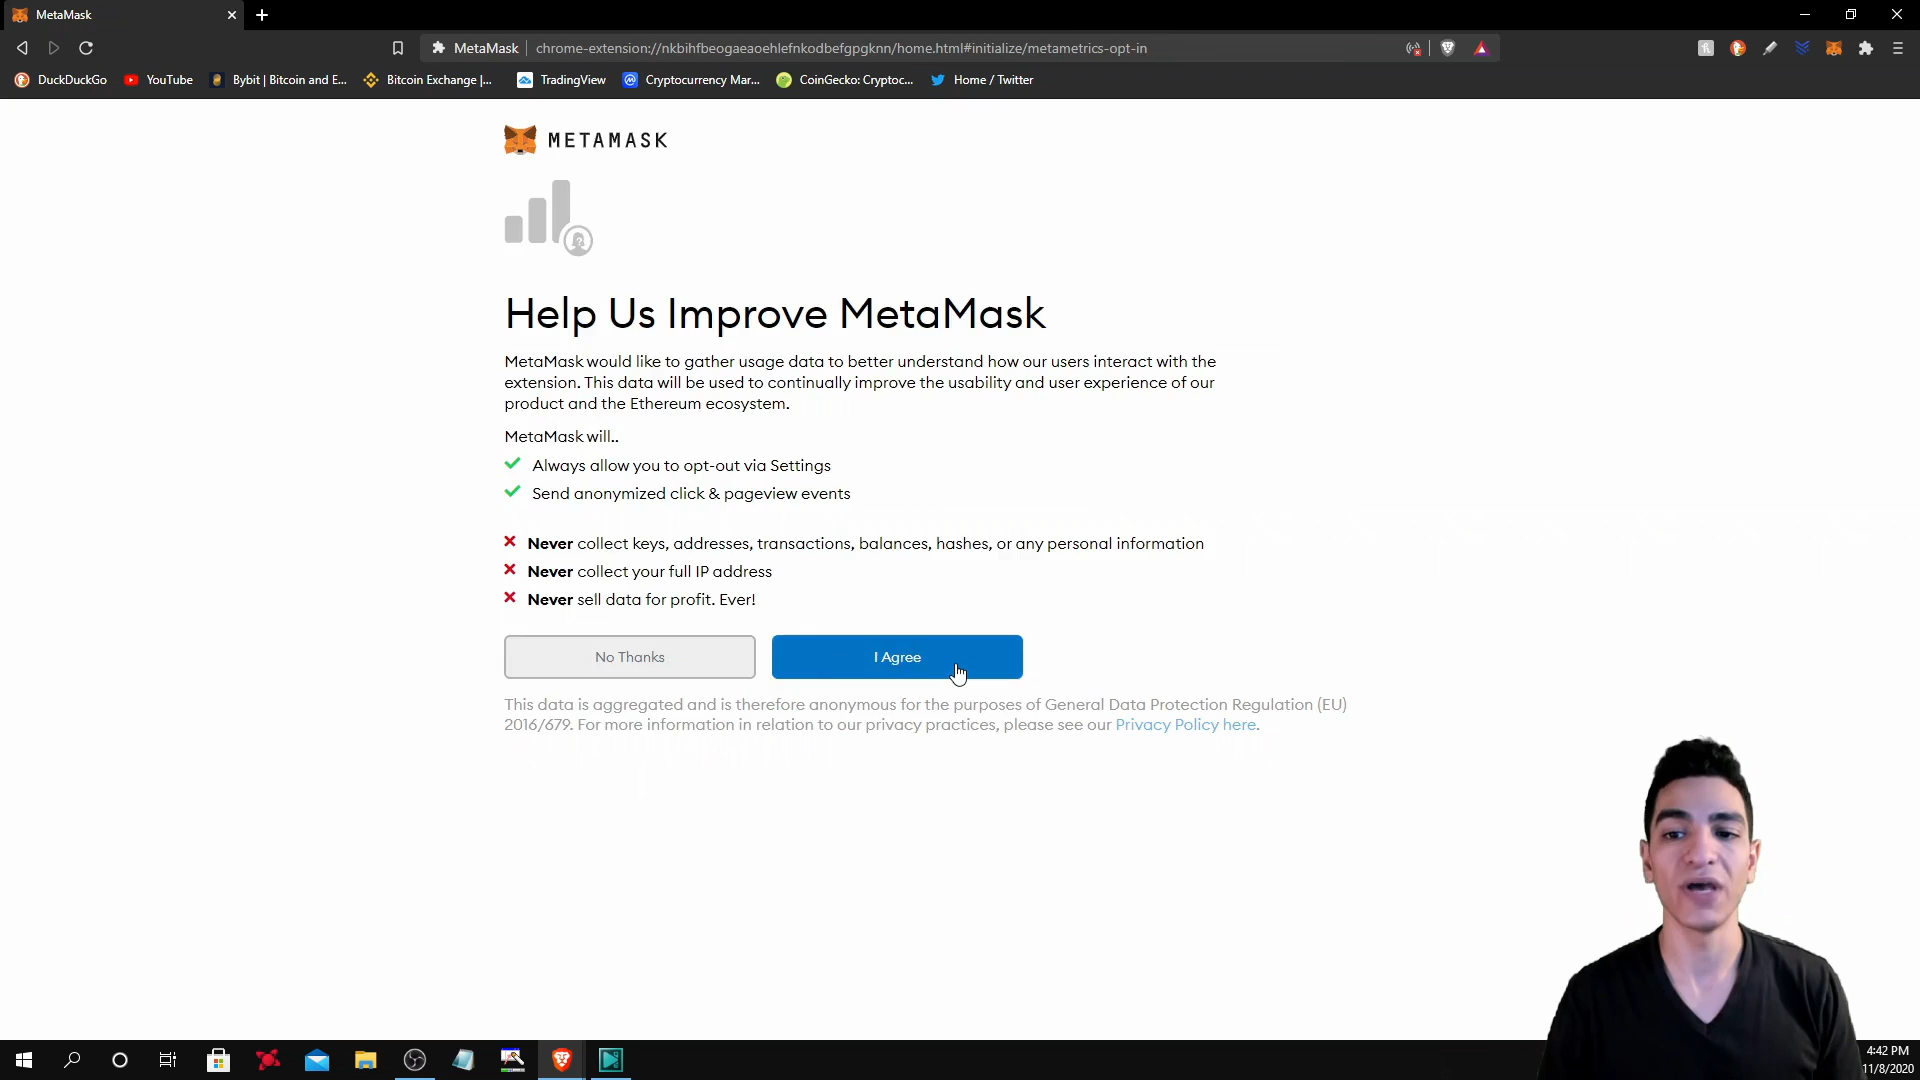 MetaMask
MetaMask
chrome-extension://nkbihfbeogaeaoehlefnkodbefgpgknn/home.html#initialize/metametrics-opt-in
DuckDuckGo
YouTube
Bybit | Bitcoin and E...
Bitcoin Exchange |...
TradingView
Cryptocurrency Mar...
CoinGecko: Cryptoc...
Home / Twitter
METAMASK
Help Us Improve MetaMask
MetaMask would like to gather usage data to better understand how our users interact with the
extension. This data will be used to continually improve the usability and user experience of our
product and the Ethereum ecosystem.
MetaMask will..
Always allow you to opt-out via Settings
Send anonymized click & pageview events
Never collect keys, addresses, transactions, balances, hashes, or any personal information
Never collect your full IP address
Never sell data for profit. Ever!
No Thanks
I Agree
This data is aggregated and is therefore anonymous for the purposes of General Data Protection Regulation (EU)
2016/679. For more information in relation to our privacy practices, please see our Privacy Policy here.
4:42 PM
11/8/2020